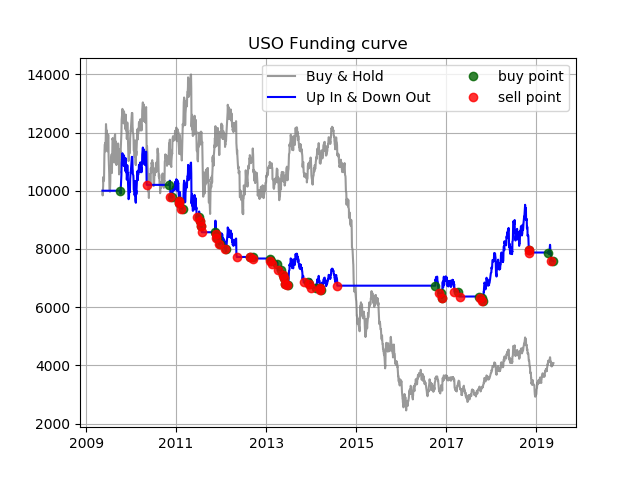 USO Funding curve
Buy & Hold
Up In & Down Out
buy point
sell point
14000
12000
10000
8000
6000
4000
2000
2009 2011 2013 2015 2017 2019